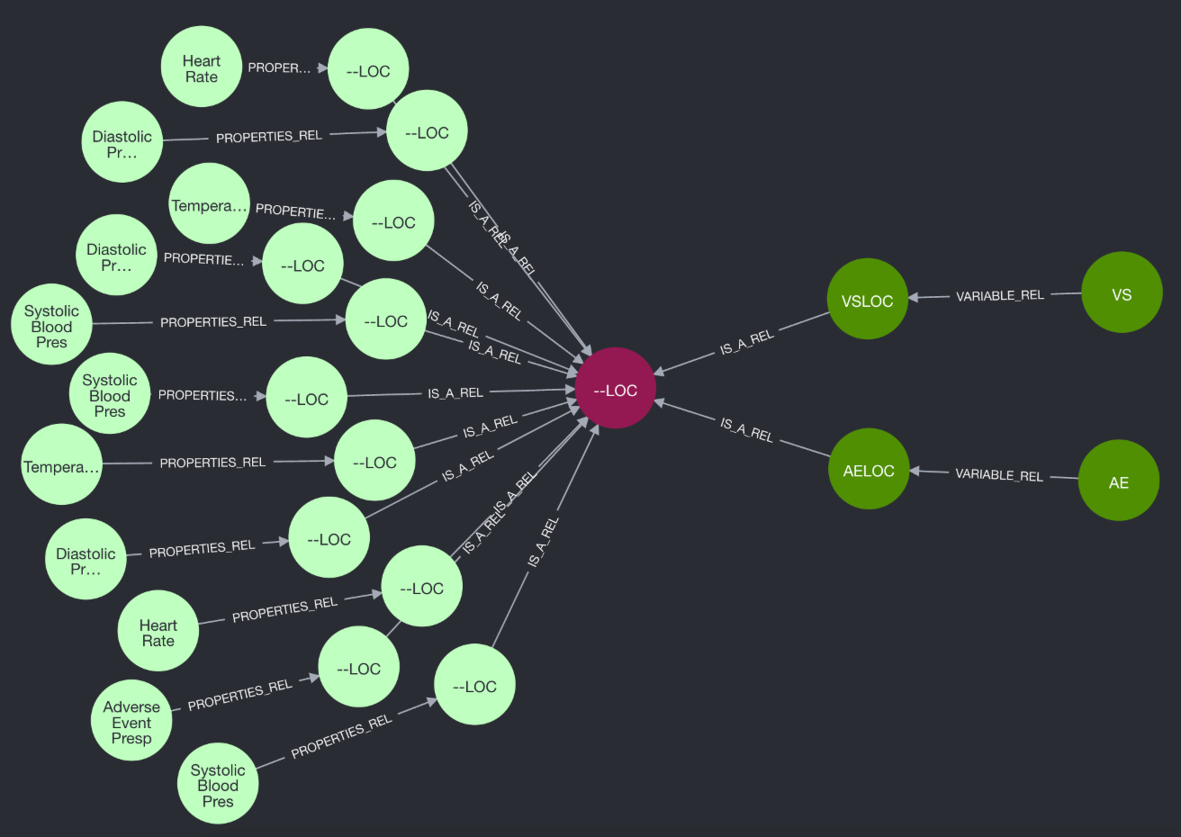 Heart
Rate
PROPER...
--LOC
Diastolic
Pr...
PROPERTIES_REL
--LOC
Tempera...
PROPERTIE...
--LOC
IS_A_REL
IS_A_REL
Diastolic
Pr...
PROPERTIE...
--LOC
IS_A_REL
Systolic
Blood
Pres
PROPERTIES_REL
--LOC
IS_A_REL
IS_A_REL
Systolic
Blood
Pres
PROPERTIES...
--LOC
IS_A_REL
--LOC
Tempera...
PROPERTIES_REL
--LOC
IS_A_REL
Diastolic
Pr...
PROPERTIES_REL
--LOC
IS_A_REL
Heart
Rate
PROPERTIES_REL
--LOC
IS_A_REL
Adverse
Event
Presp
PROPERTIES_REL
--LOC
IS_A_REL
Systolic
Blood
Pres
PROPERTIES_REL
--LOC
IS_A_REL
VSLOC
VARIABLE_REL
VS
IS_A_REL
AELOC
VARIABLE_REL
AE
IS_A_REL